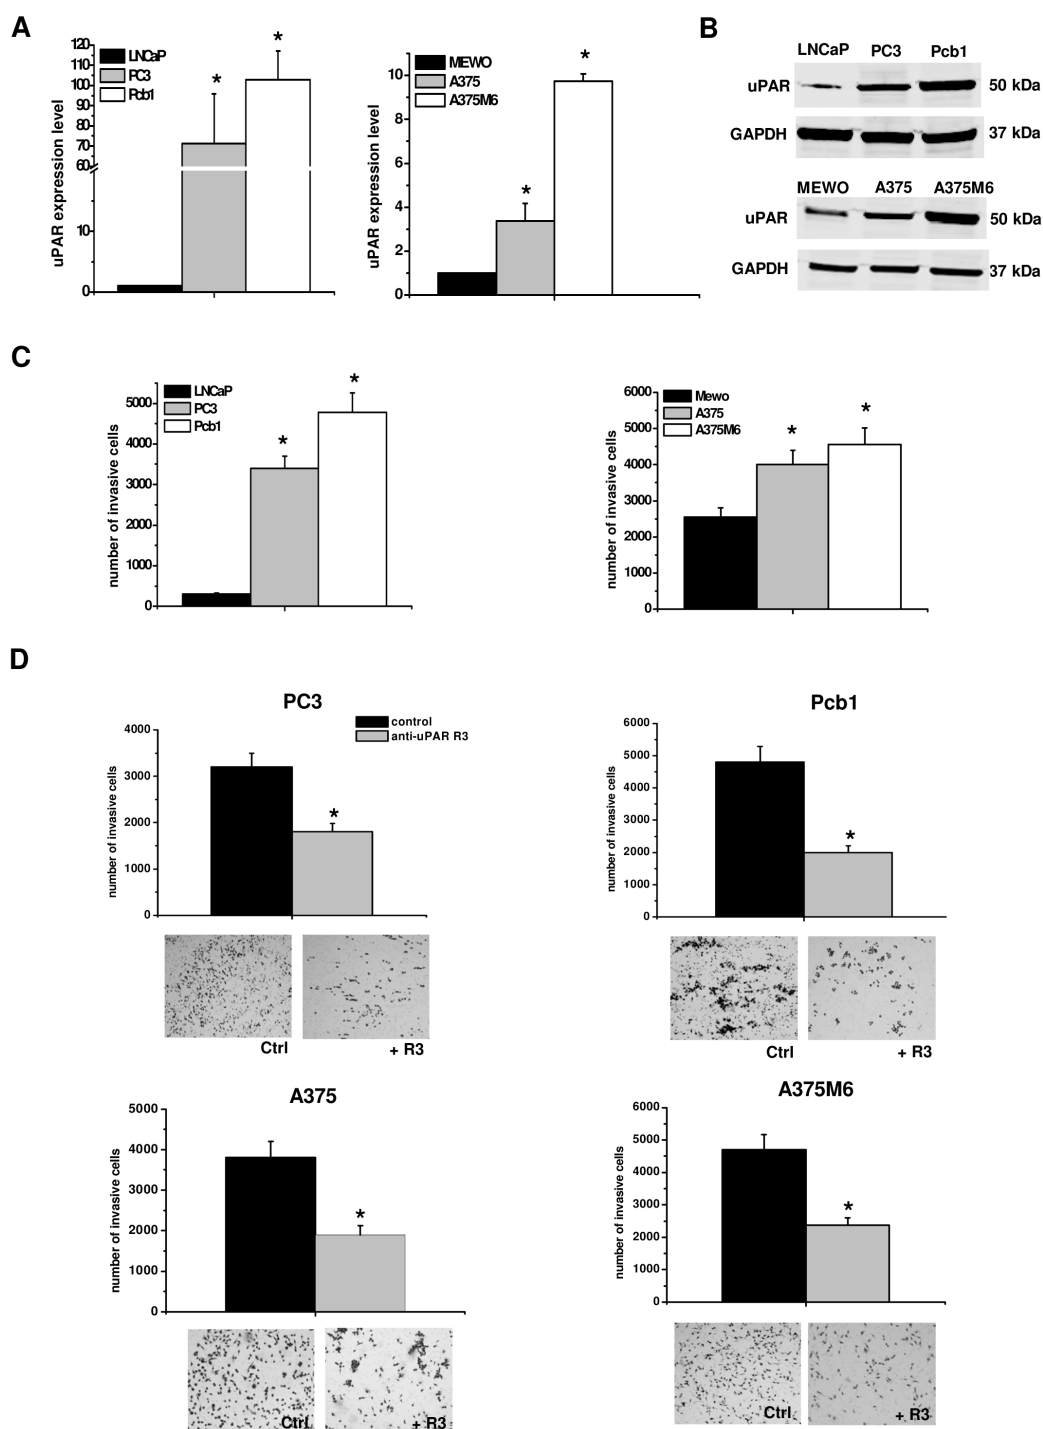 A
B
LNCaP
PC3
Pcb1
uPAR expression level
120
110
100
90
80
70
60
10
0
*
*
MEWO
A375
A375M6
uPAR expression level
10
8
6
4
2
0
*
*
LNCaP PC3 Pcb1
uPAR 50 kDa
GAPDH 37 kDa
MEWO A375 A375M6
uPAR 50 kDa
GAPDH 37 kDa
C
LNCaP
PC3
Pcb1
number of invasive cells
5000
4000
3000
2000
1000
0
*
*
Mewo
A375
A375M6
number of invasive cells
6000
5000
4000
3000
2000
1000
0
*
*
D
PC3
control
anti-uPAR R3
number of invasive cells
4000
3000
2000
1000
0
*
Ctrl + R3
Pcb1
number of invasive cells
6000
5000
4000
3000
2000
1000
0
*
Ctrl + R3
A375
number of invasive cells
5000
4000
3000
2000
1000
0
*
Ctrl + R3
A375M6
number of invasive cells
6000
5000
4000
3000
2000
1000
0
*
Ctrl + R3